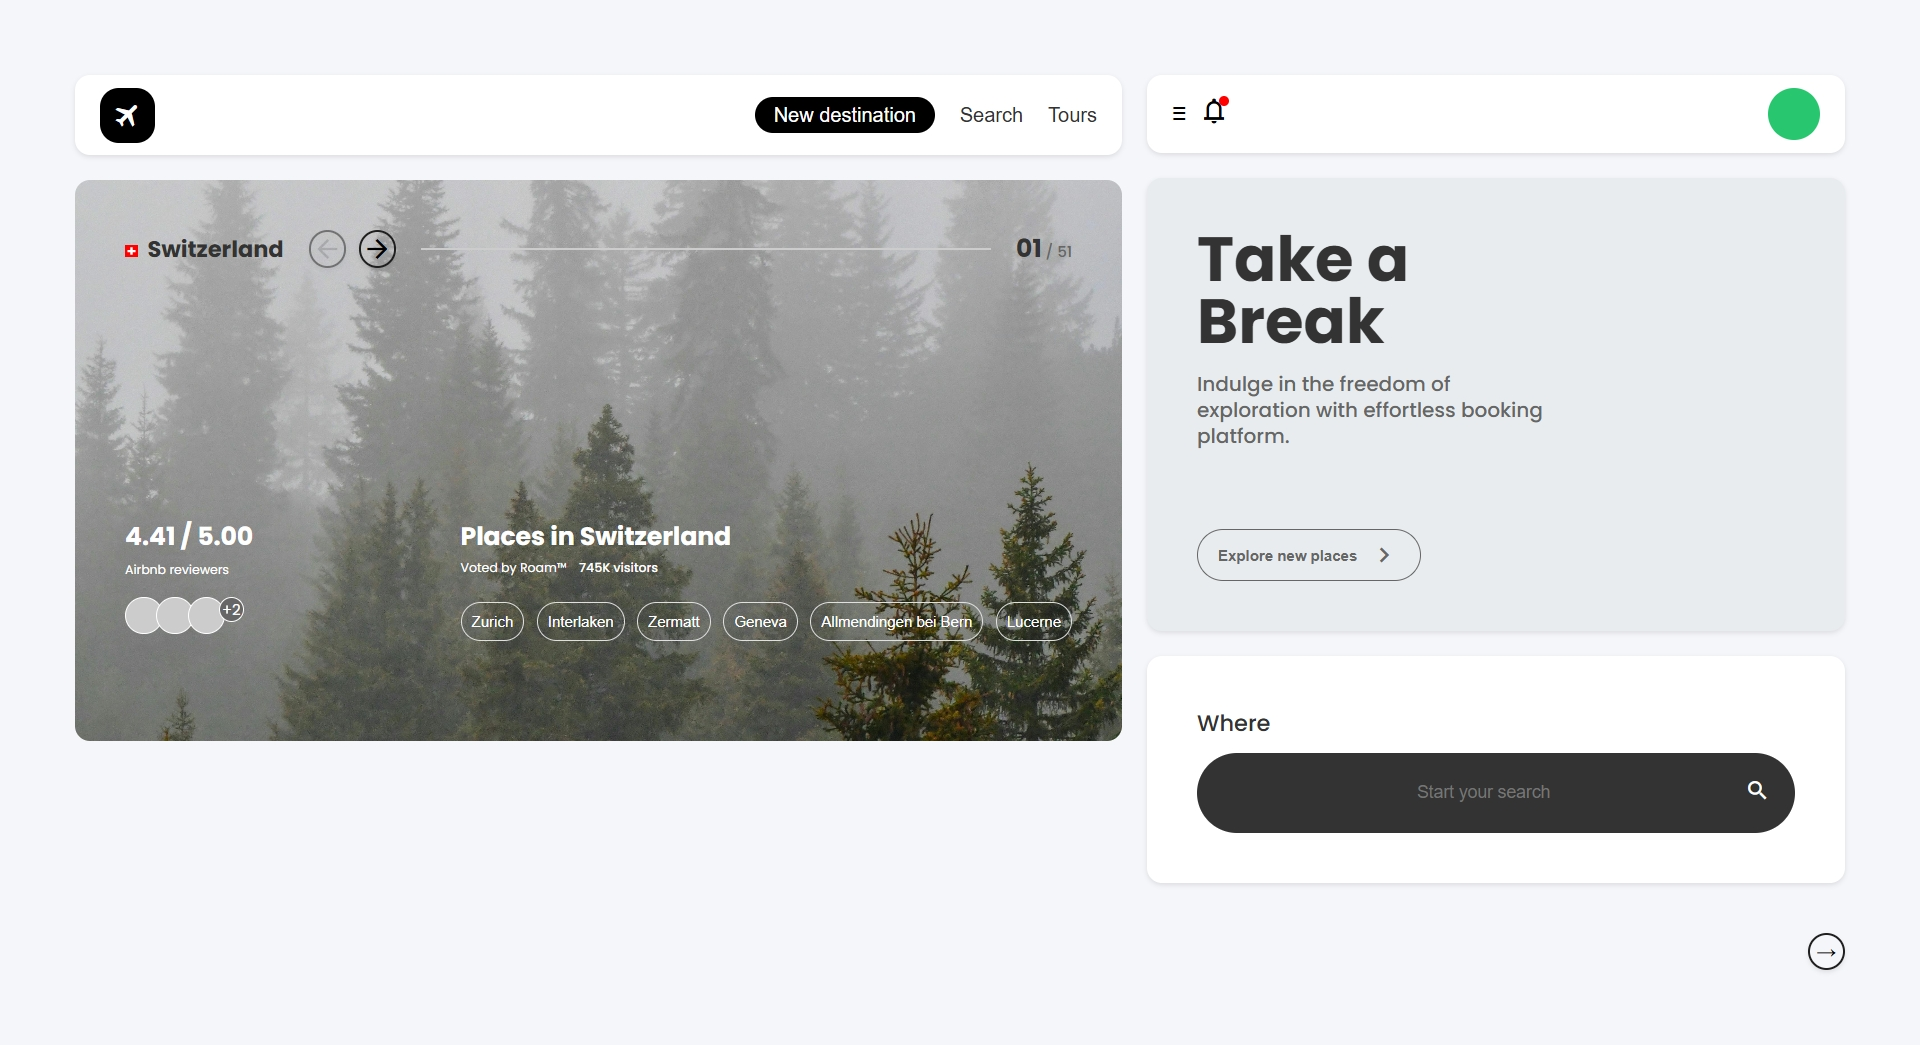 New destination
Search
Tours
Switzerland
01 / 51
4.41 / 5.00
Airbnb reviewers
+2
Places in Switzerland
Voted by Roam™ 745K visitors
Zurich
Interlaken
Zermatt
Geneva
Allmendingen bei Bern
Lucerne
Take a
Break
Indulge in the freedom of
exploration with effortless booking
platform.
Explore new places
Where
Start your search